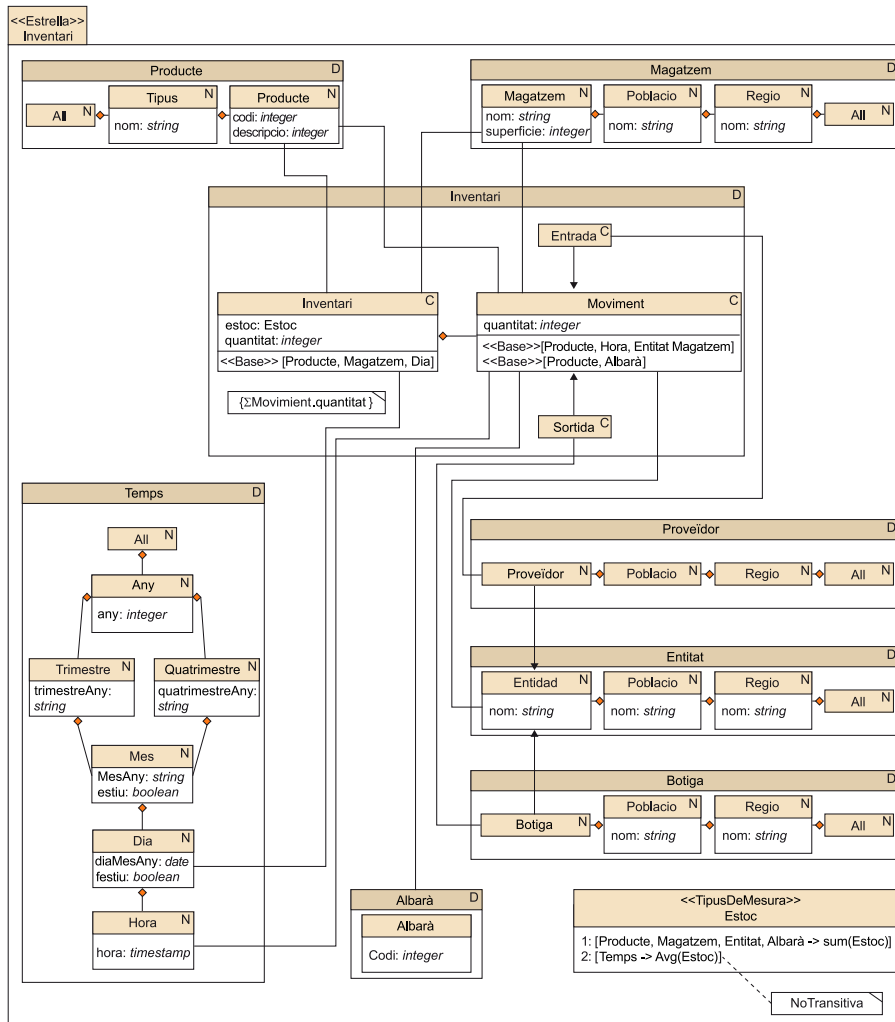 <<Estrella>>
Inventari
Producte D
All N
Tipus N
nom: string
Producte N
codi: integer
descripcio: integer
Magatzem D
Magatzem N
nom: string
superficie: integer
Poblacio N
nom: string
Regio N
nom: string
All N
Inventari D
Entrada C
Inventari C
estoc: Estoc
quantitat: integer
<<Base>> [Producte, Magatzem, Dia]
{ΣMovimient.quantitat }
Moviment C
quantitat: integer
<<Base>>[Producte, Hora, Entitat Magatzem]
<<Base>>[Producte, Albarà]
Sortida C
Temps D
All N
Any N
any: integer
Trimestre N
trimestreAny:
string
Quatrimestre N
quatrimestreAny:
string
Mes N
MesAny: string
estiu: boolean
Dia N
diaMesAny: date
festiu: boolean
Hora N
hora: timestamp
Proveïdor D
Proveïdor N
Poblacio N
Regio N
All N
Entitat D
Entidad N
nom: string
Poblacio N
nom: string
Regio N
nom: string
All N
Botiga D
Botiga N
Poblacio N
nom: string
Regio N
nom: string
All N
Albarà D
Albarà
Codi: integer
<<TipusDeMesura>>
Estoc
1: [Producte, Magatzem, Entitat, Albarà -> sum(Estoc)]
2: [Temps -> Avg(Estoc)]
NoTransitiva